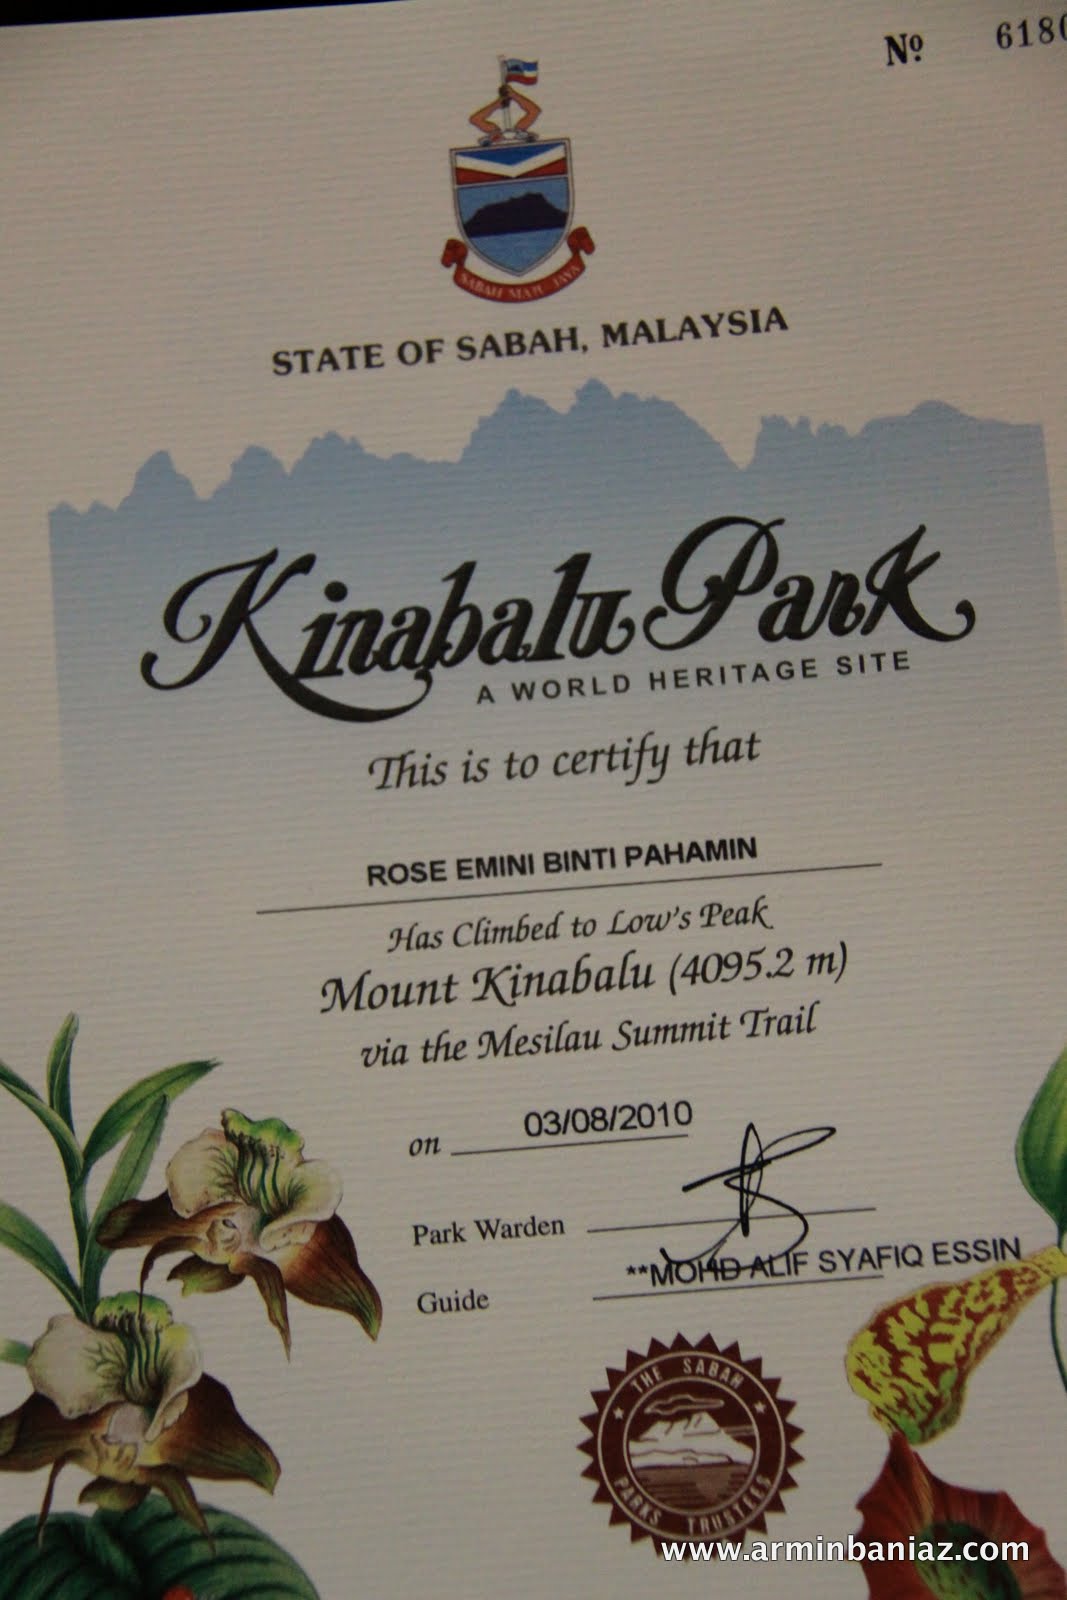 Nº 6180
SABAH MAJU JAYA
STATE OF SABAH, MALAYSIA
Kinabalu Park
A WORLD HERITAGE SITE
This is to certify that
ROSE EMINI BINTI PAHAMIN
Has Climbed to Low's Peak
Mount Kinabalu (4095.2 m)
via the Mesilau Summit Trail
on 03/08/2010
Park Warden
Guide **MOHD ALIF SYAFIQ ESSIN
THE SABAH
PARKS TRUSTEES
www.arminbaniaz.com